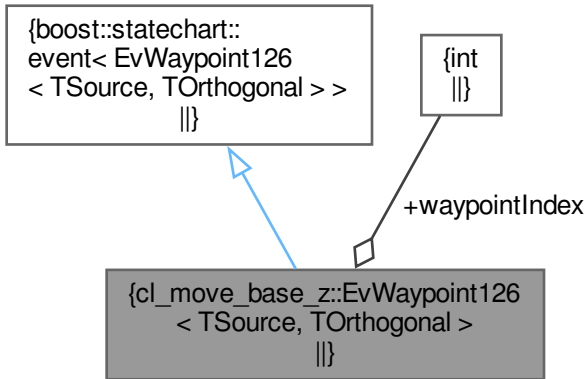 {boost::statechart::
event< EvWaypoint126
< TSource, TOrthogonal > >
||}
{int
||}
+waypointIndex
{cl_move_base_z::EvWaypoint126
< TSource, TOrthogonal >
||}